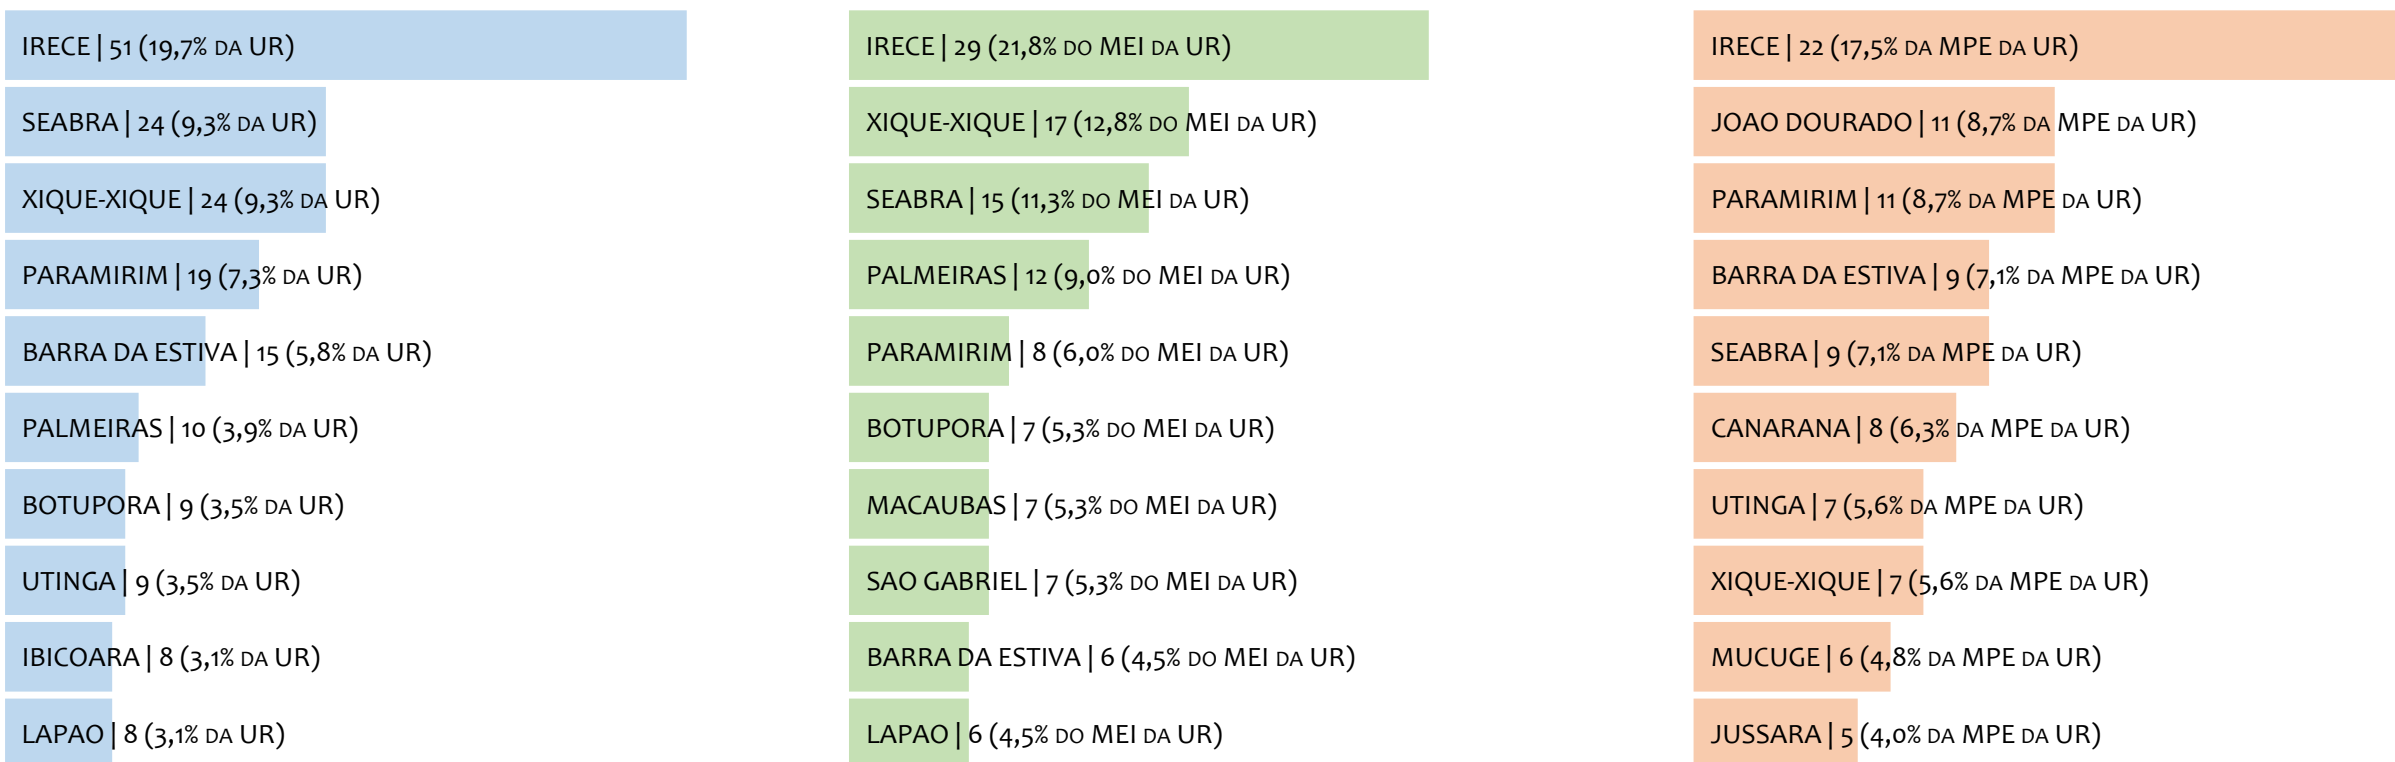 IRECE | 51 (19,7% DA UR)
SEABRA | 24 (9,3% DA UR)
XIQUE-XIQUE | 24 (9,3% DA UR)
PARAMIRIM | 19 (7,3% DA UR)
BARRA DA ESTIVA | 15 (5,8% DA UR)
PALMEIRAS | 10 (3,9% DA UR)
BOTUPORA | 9 (3,5% DA UR)
UTINGA | 9 (3,5% DA UR)
IBICOARA | 8 (3,1% DA UR)
LAPAO | 8 (3,1% DA UR)
IRECE | 29 (21,8% DO MEI DA UR)
XIQUE-XIQUE | 17 (12,8% DO MEI DA UR)
SEABRA | 15 (11,3% DO MEI DA UR)
PALMEIRAS | 12 (9,0% DO MEI DA UR)
PARAMIRIM | 8 (6,0% DO MEI DA UR)
BOTUPORA | 7 (5,3% DO MEI DA UR)
MACAUBAS | 7 (5,3% DO MEI DA UR)
SAO GABRIEL | 7 (5,3% DO MEI DA UR)
BARRA DA ESTIVA | 6 (4,5% DO MEI DA UR)
LAPAO | 6 (4,5% DO MEI DA UR)
IRECE | 22 (17,5% DA MPE DA UR)
JOAO DOURADO | 11 (8,7% DA MPE DA UR)
PARAMIRIM | 11 (8,7% DA MPE DA UR)
BARRA DA ESTIVA | 9 (7,1% DA MPE DA UR)
SEABRA | 9 (7,1% DA MPE DA UR)
CANARANA | 8 (6,3% DA MPE DA UR)
UTINGA | 7 (5,6% DA MPE DA UR)
XIQUE-XIQUE | 7 (5,6% DA MPE DA UR)
MUCUGE | 6 (4,8% DA MPE DA UR)
JUSSARA | 5 (4,0% DA MPE DA UR)